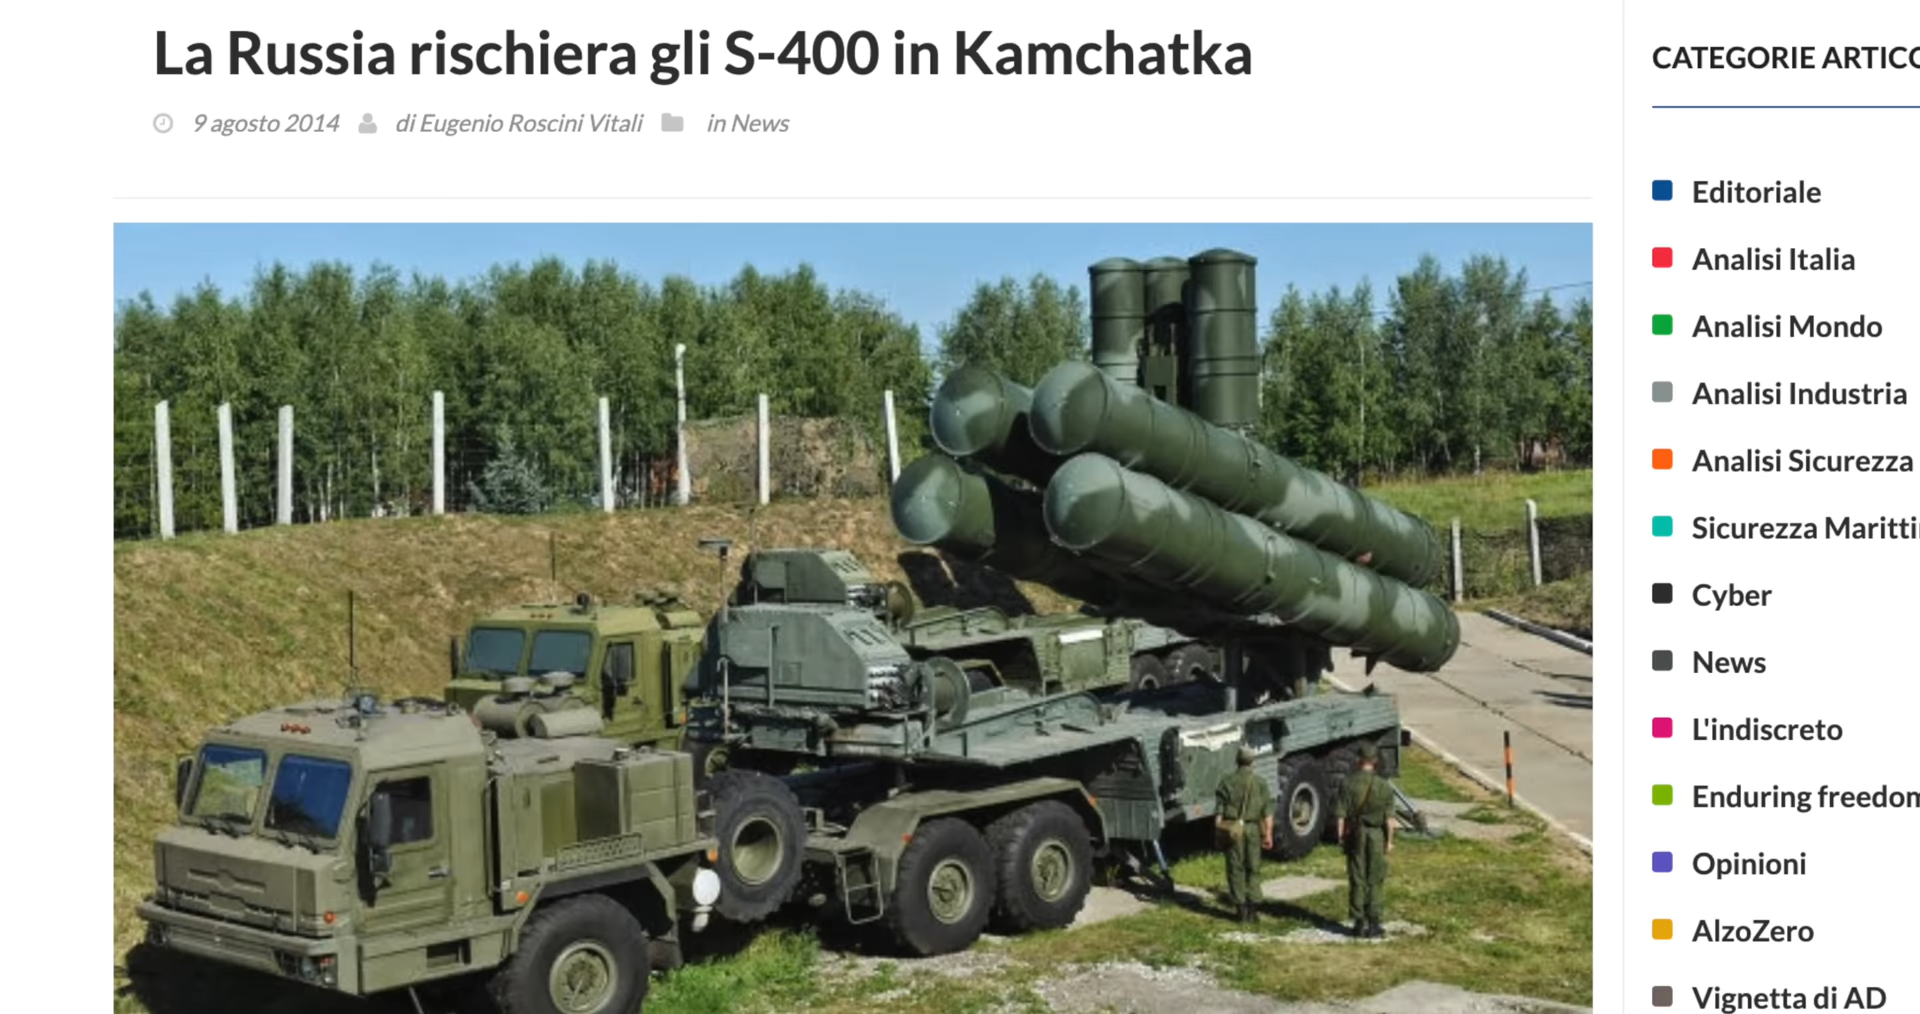 La Russia rischiera gli S-400 in Kamchatka
9 agosto 2014 di Eugenio Roscini Vitali in News
CATEGORIE ARTICO
Editoriale
Analisi Italia
Analisi Mondo
Analisi Industria
Analisi Sicurezza
Sicurezza Maritti
Cyber
News
L'indiscreto
Enduring freedom
Opinioni
AlzoZero
Vignetta di AD